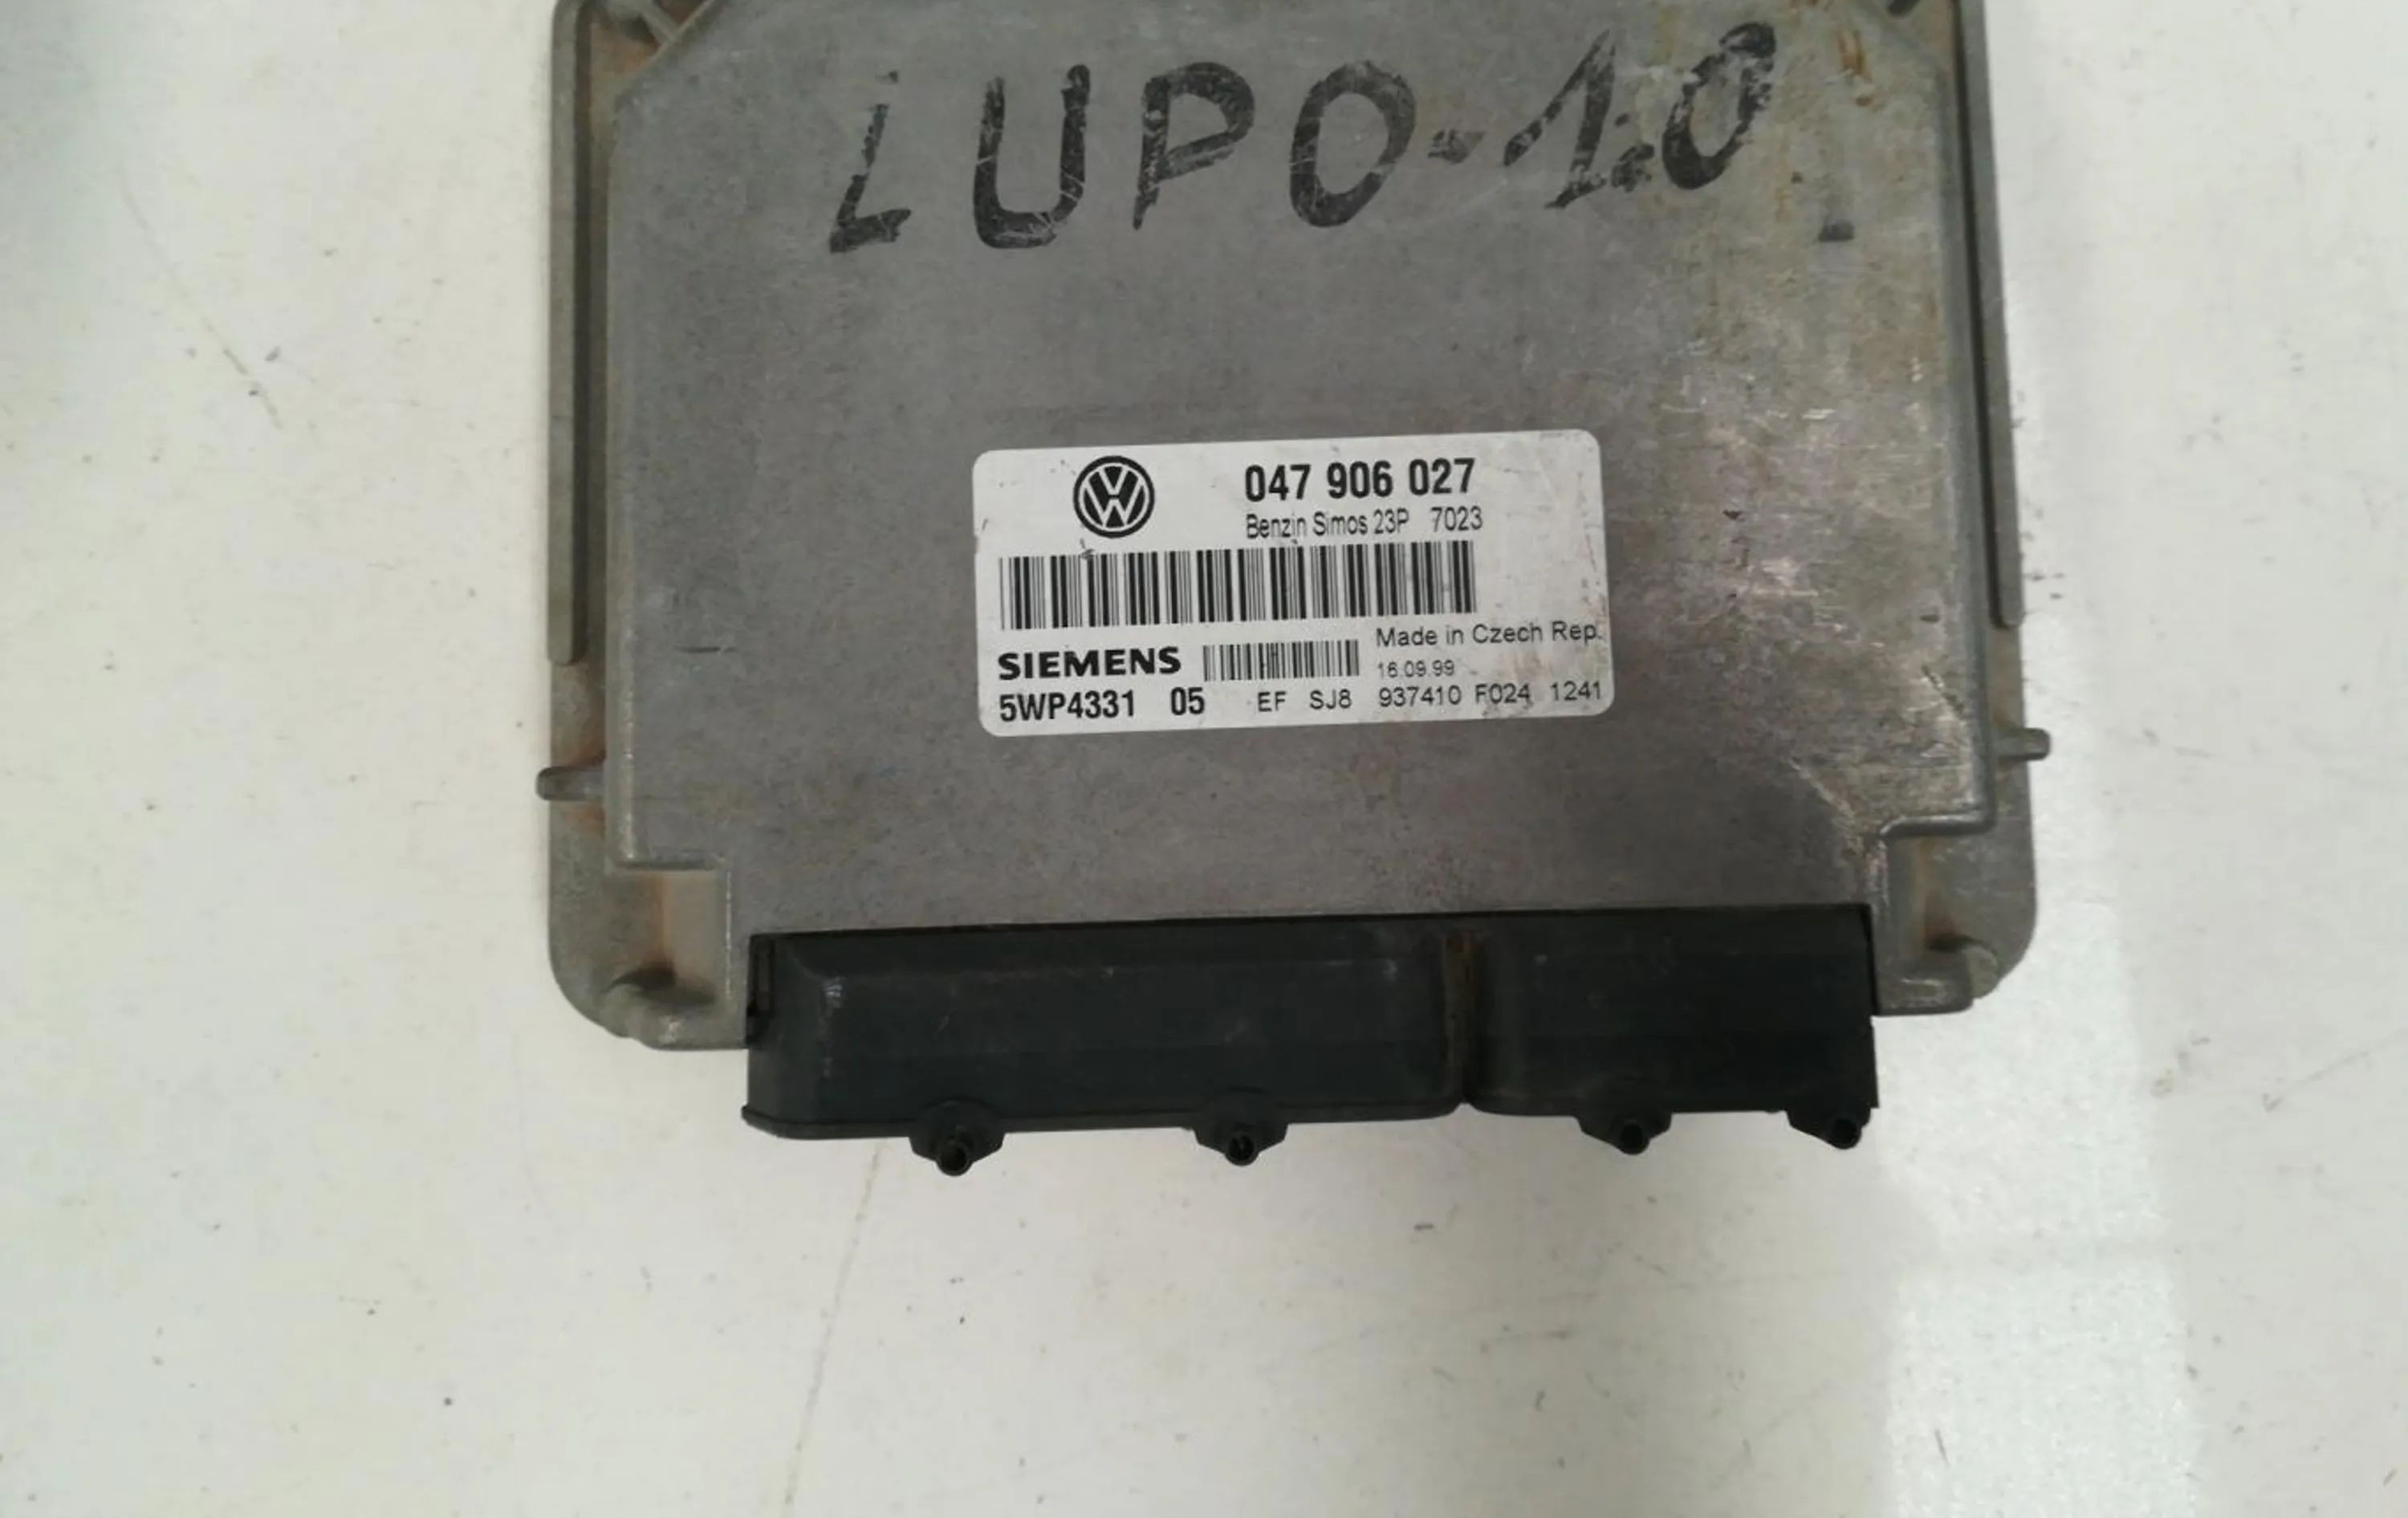 LUPO-1.0
047 906 027
Benzin Simos 23P 7023
Made in Czech Rep.
SIEMENS
16.09.99
5WP4331 05 EF SJ8 937410 F024 1241